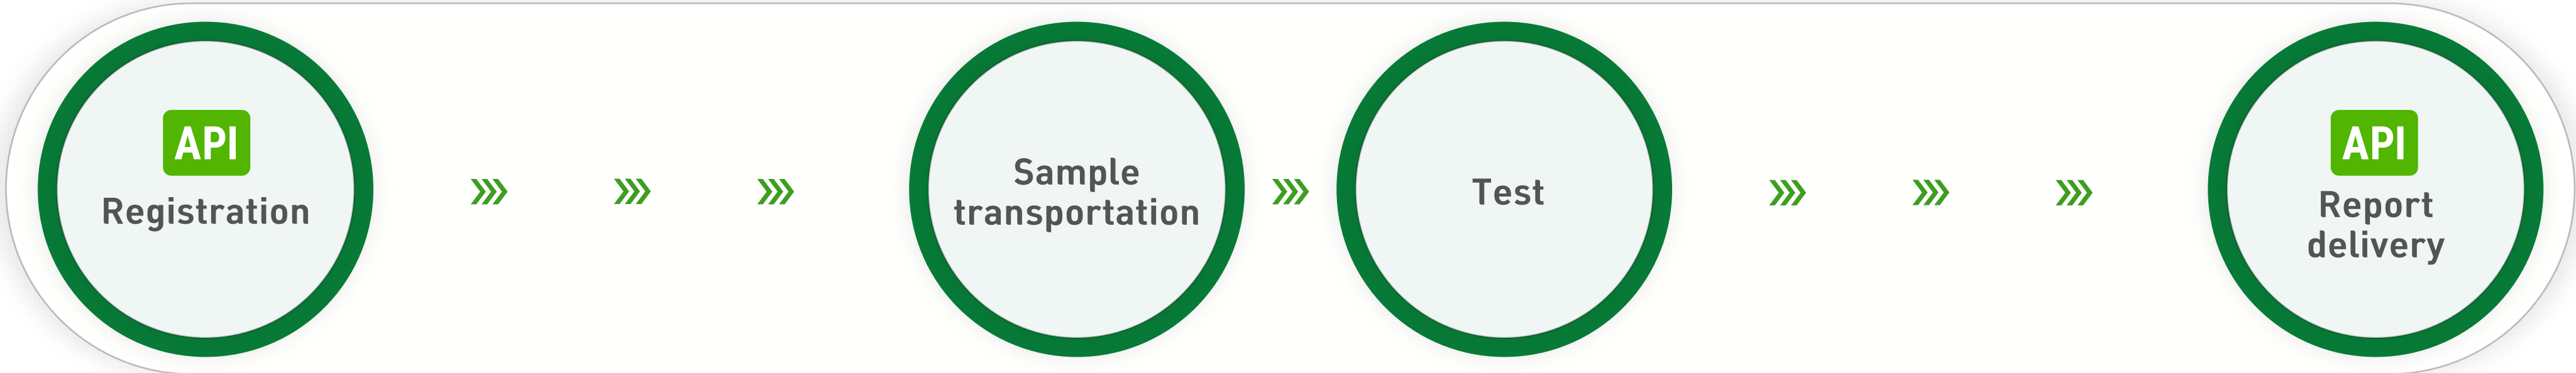 API
Registration
Sample
transportation
Test
API
Report
delivery